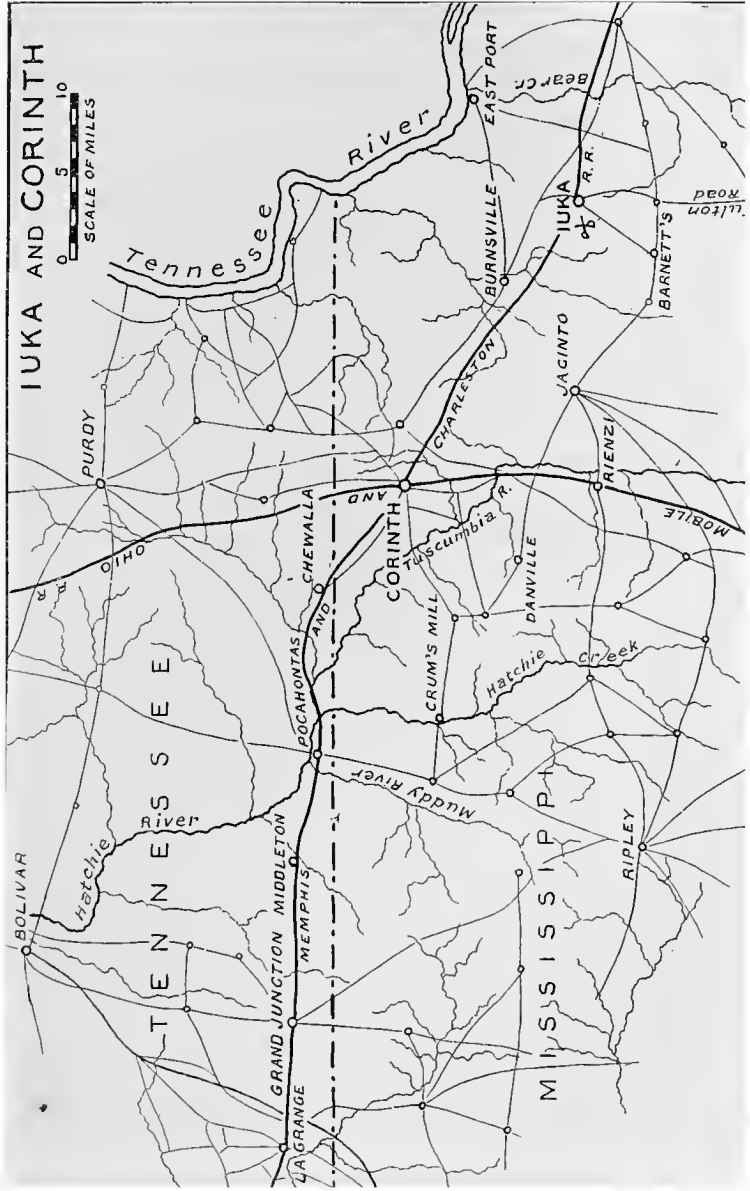 IUKA AND CORINTH
0 5 10
SCALE OF MILES
Tennessee River
EAST PORT
BEAR CR.
BURNSVILLE
IUKA
R.R.
ulton
Road
BARNETT'S
JACINTO
CHARLESTON
PURDY
OHIO
R.R.
AND
CHEWALLA
CORINTH
RIENZI
MOBILE
Tuscumbia R.
DANVILLE
AND
POCAHONTAS
CRUM'S MILL
Hatchie Creek
Muddy River
BOLIVAR
Hatchie River
TENNESSEE
MIDDLETON
MEMPHIS
GRAND JUNCTION
LA GRANGE
MISSISSIPPI
RIPLEY